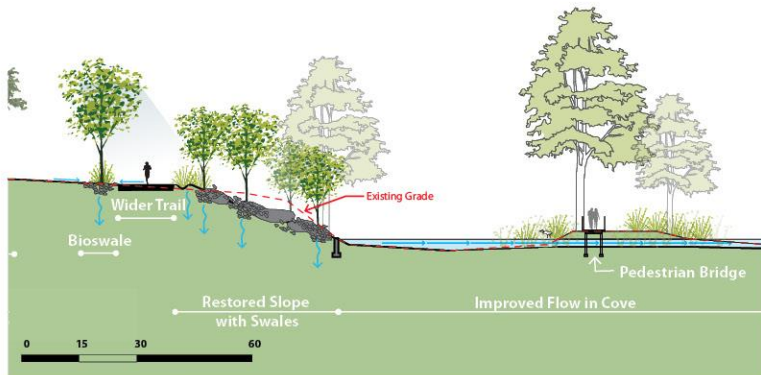 Existing Grade
Wider Trail
Bioswale
Pedestrian Bridge
Restored Slope
with Swales
Improved Flow in Cove
0 15 30 60